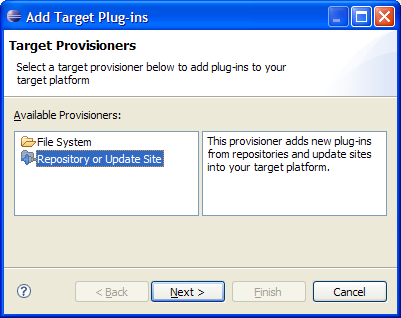 Add Target Plug-ins
Target Provisioners
Select a target provisioner below to add plug-ins to your
target platform
Available Provisioners:
File System
Repository or Update Site
This provisioner adds new plug-ins
from repositories and update sites
into your target platform.
?
< Back
Next >
Finish
Cancel